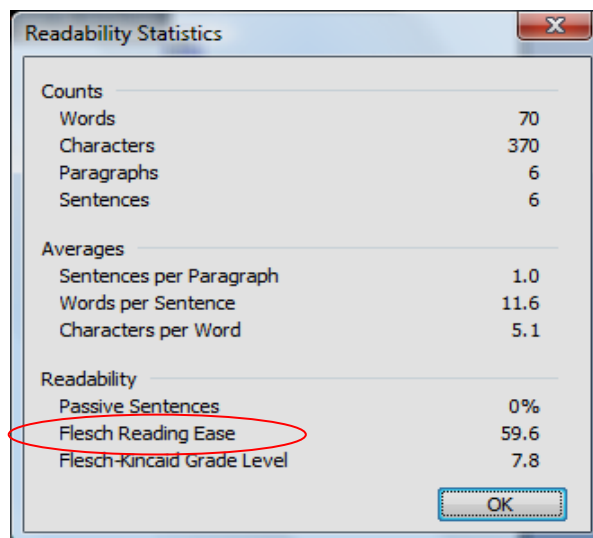 Readability Statistics
Counts
Words 70
Characters 370
Paragraphs 6
Sentences 6
Averages
Sentences per Paragraph 1.0
Words per Sentence 11.6
Characters per Word 5.1
Readability
Passive Sentences 0%
Flesch Reading Ease 59.6
Flesch-Kincaid Grade Level 7.8
OK